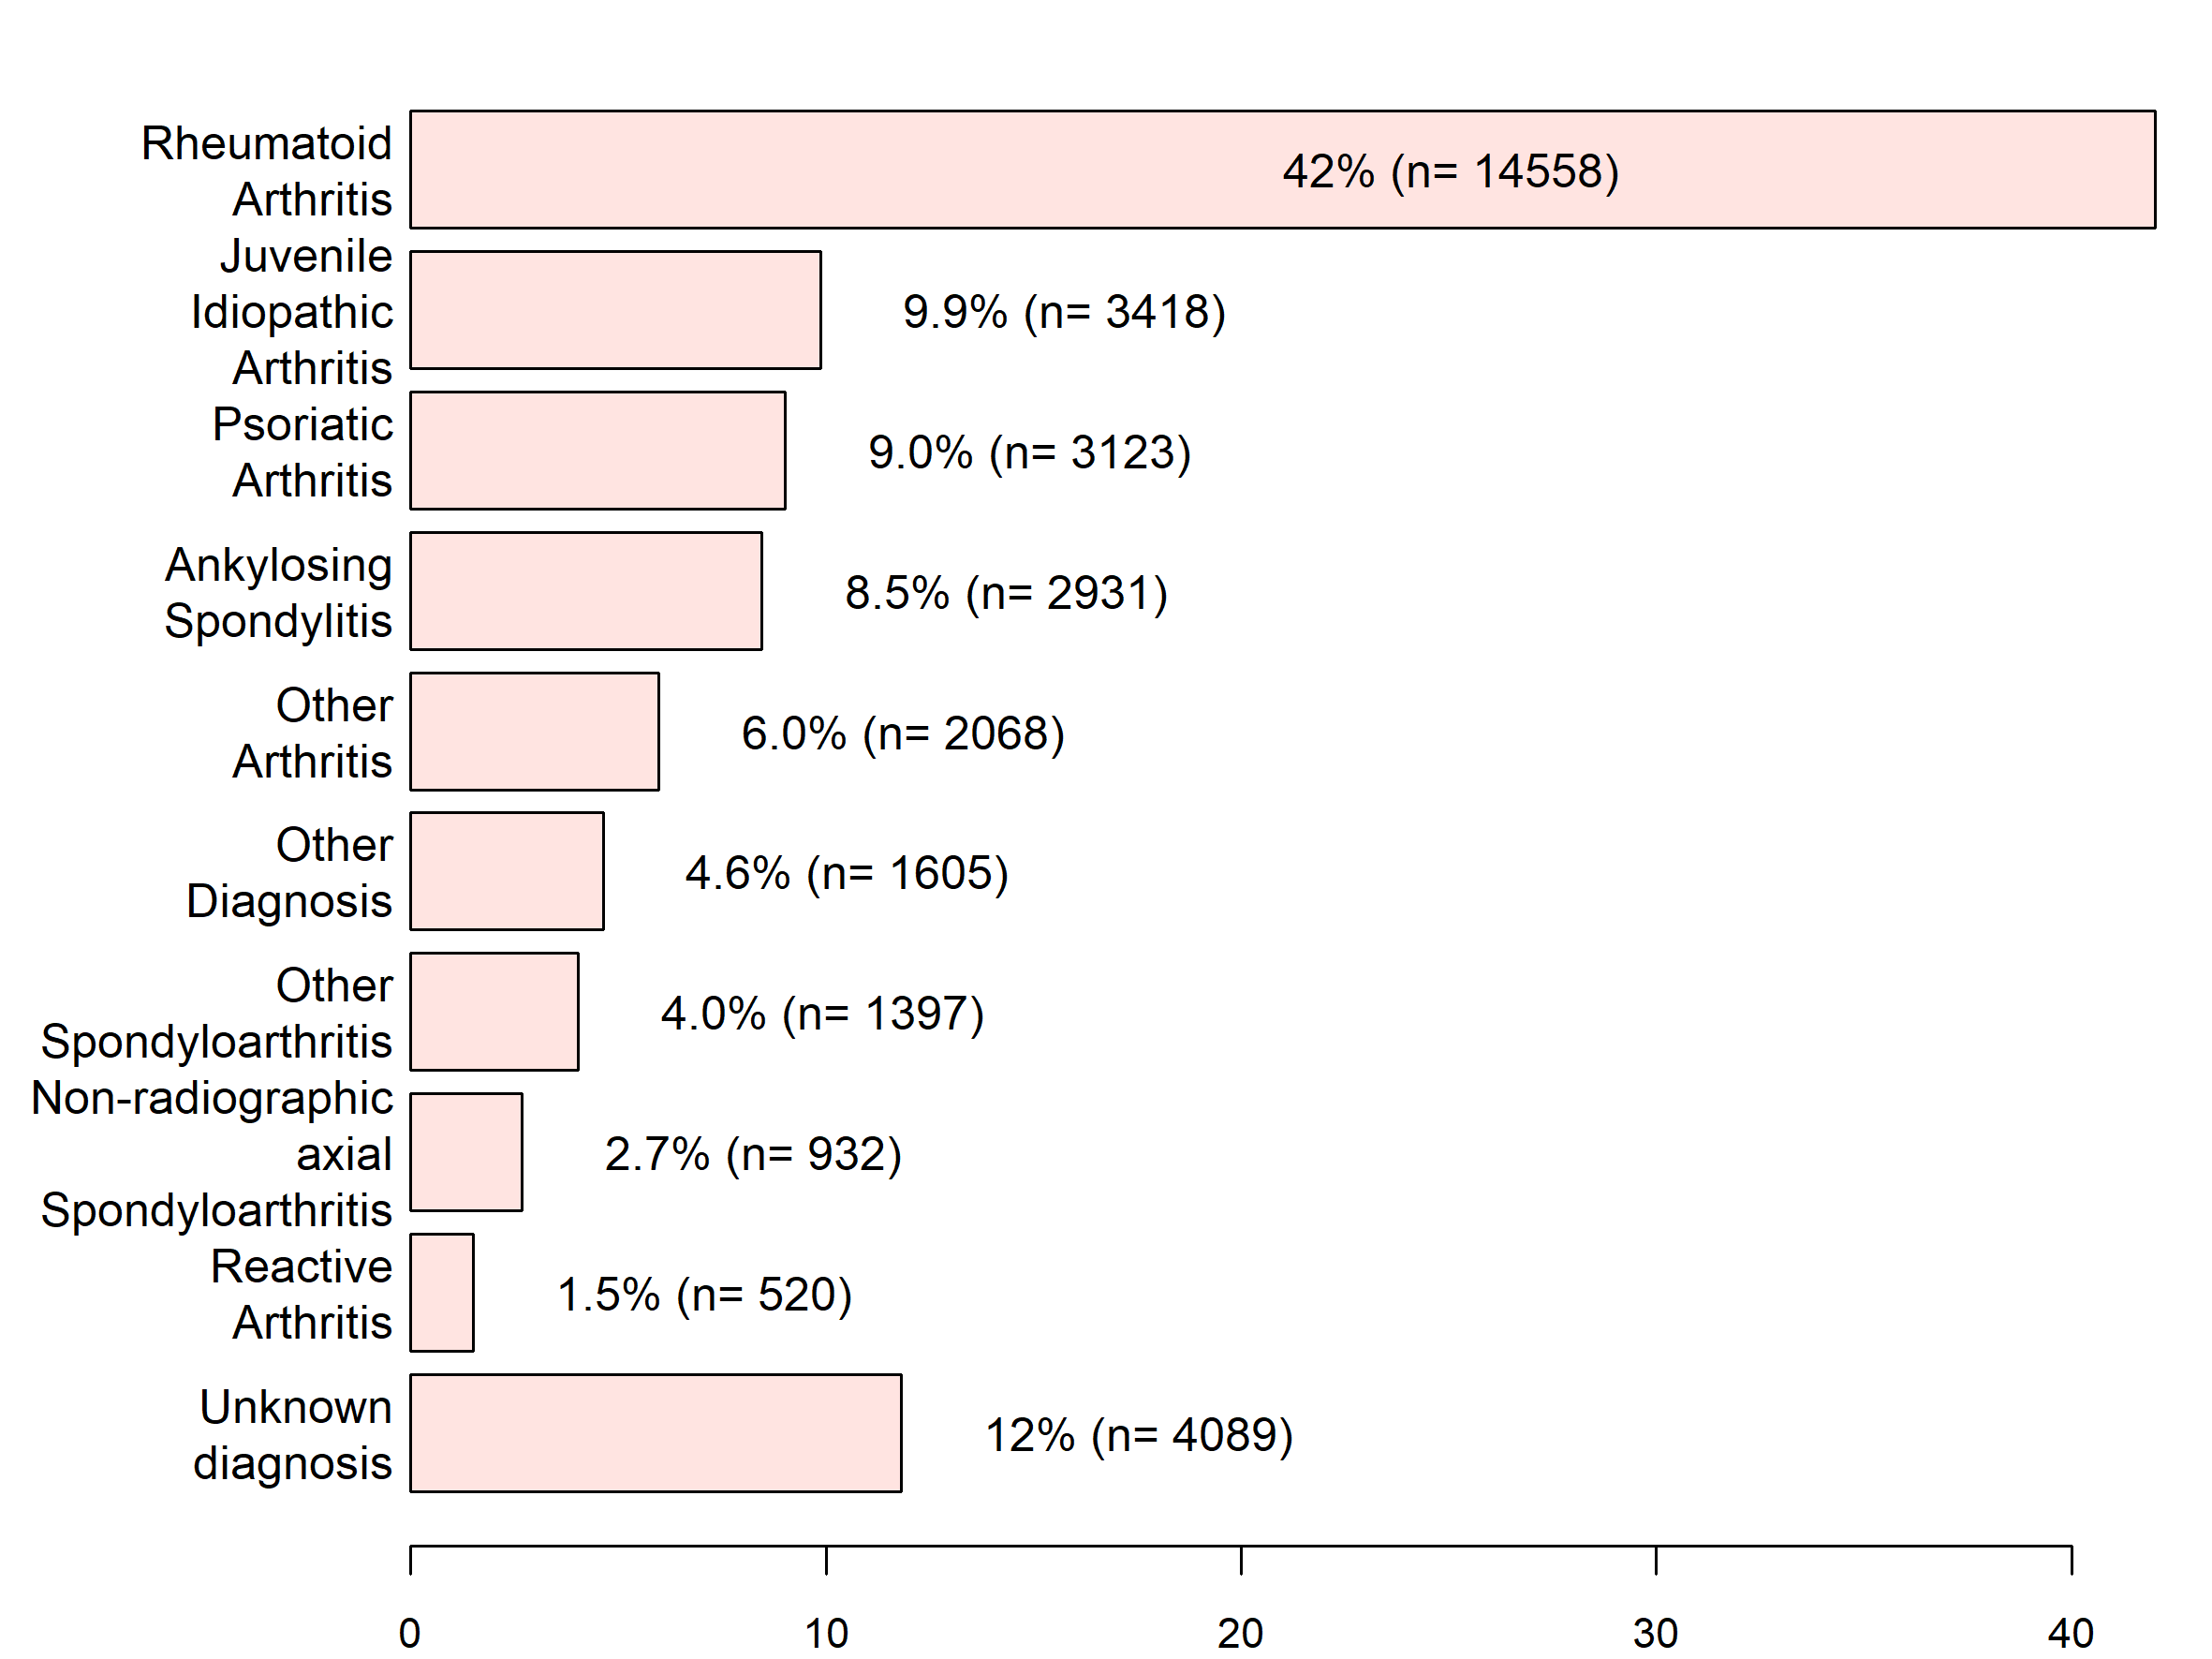 Rheumatoid
Arthritis
42% (n= 14558)
Juvenile
Idiopathic
Arthritis
9.9% (n= 3418)
Psoriatic
Arthritis
9.0% (n= 3123)
Ankylosing
Spondylitis
8.5% (n= 2931)
Other
Arthritis
6.0% (n= 2068)
Other
Diagnosis
4.6% (n= 1605)
Other
Spondyloarthritis
4.0% (n= 1397)
Non-radiographic
axial
Spondyloarthritis
2.7% (n= 932)
Reactive
Arthritis
1.5% (n= 520)
Unknown
diagnosis
12% (n= 4089)
0 10 20 30 40